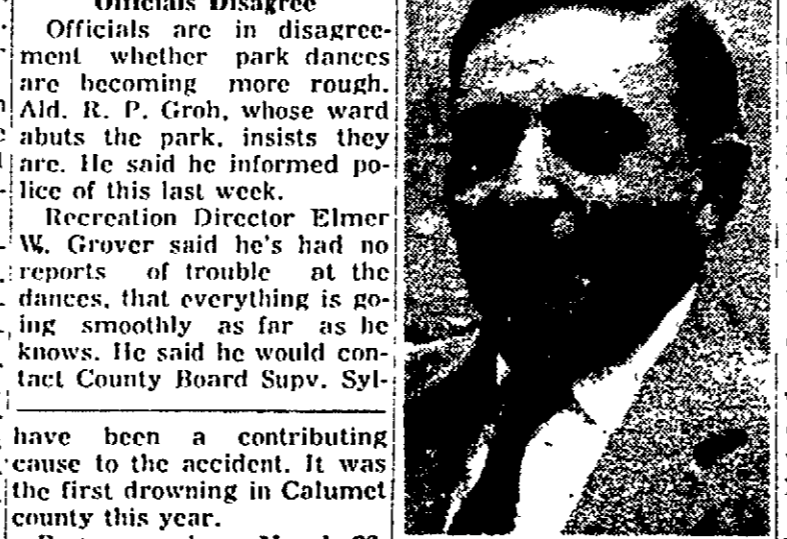 Officials Disagree
Officials are in disagree-
ment whether park dances
are becoming more rough.
Ald. R. P. Groh, whose ward
abuts the park, insists they
are. He said he informed po-
lice of this last week.
Recreation Director Elmer
W. Grover said he's had no
reports of trouble at the
dances, that everything is go-
ing smoothly as far as he
knows. He said he would con-
tact County Board Supv. Syl-
have been a contributing
cause to the accident. It was
the first drowning in Calumet
county this year.